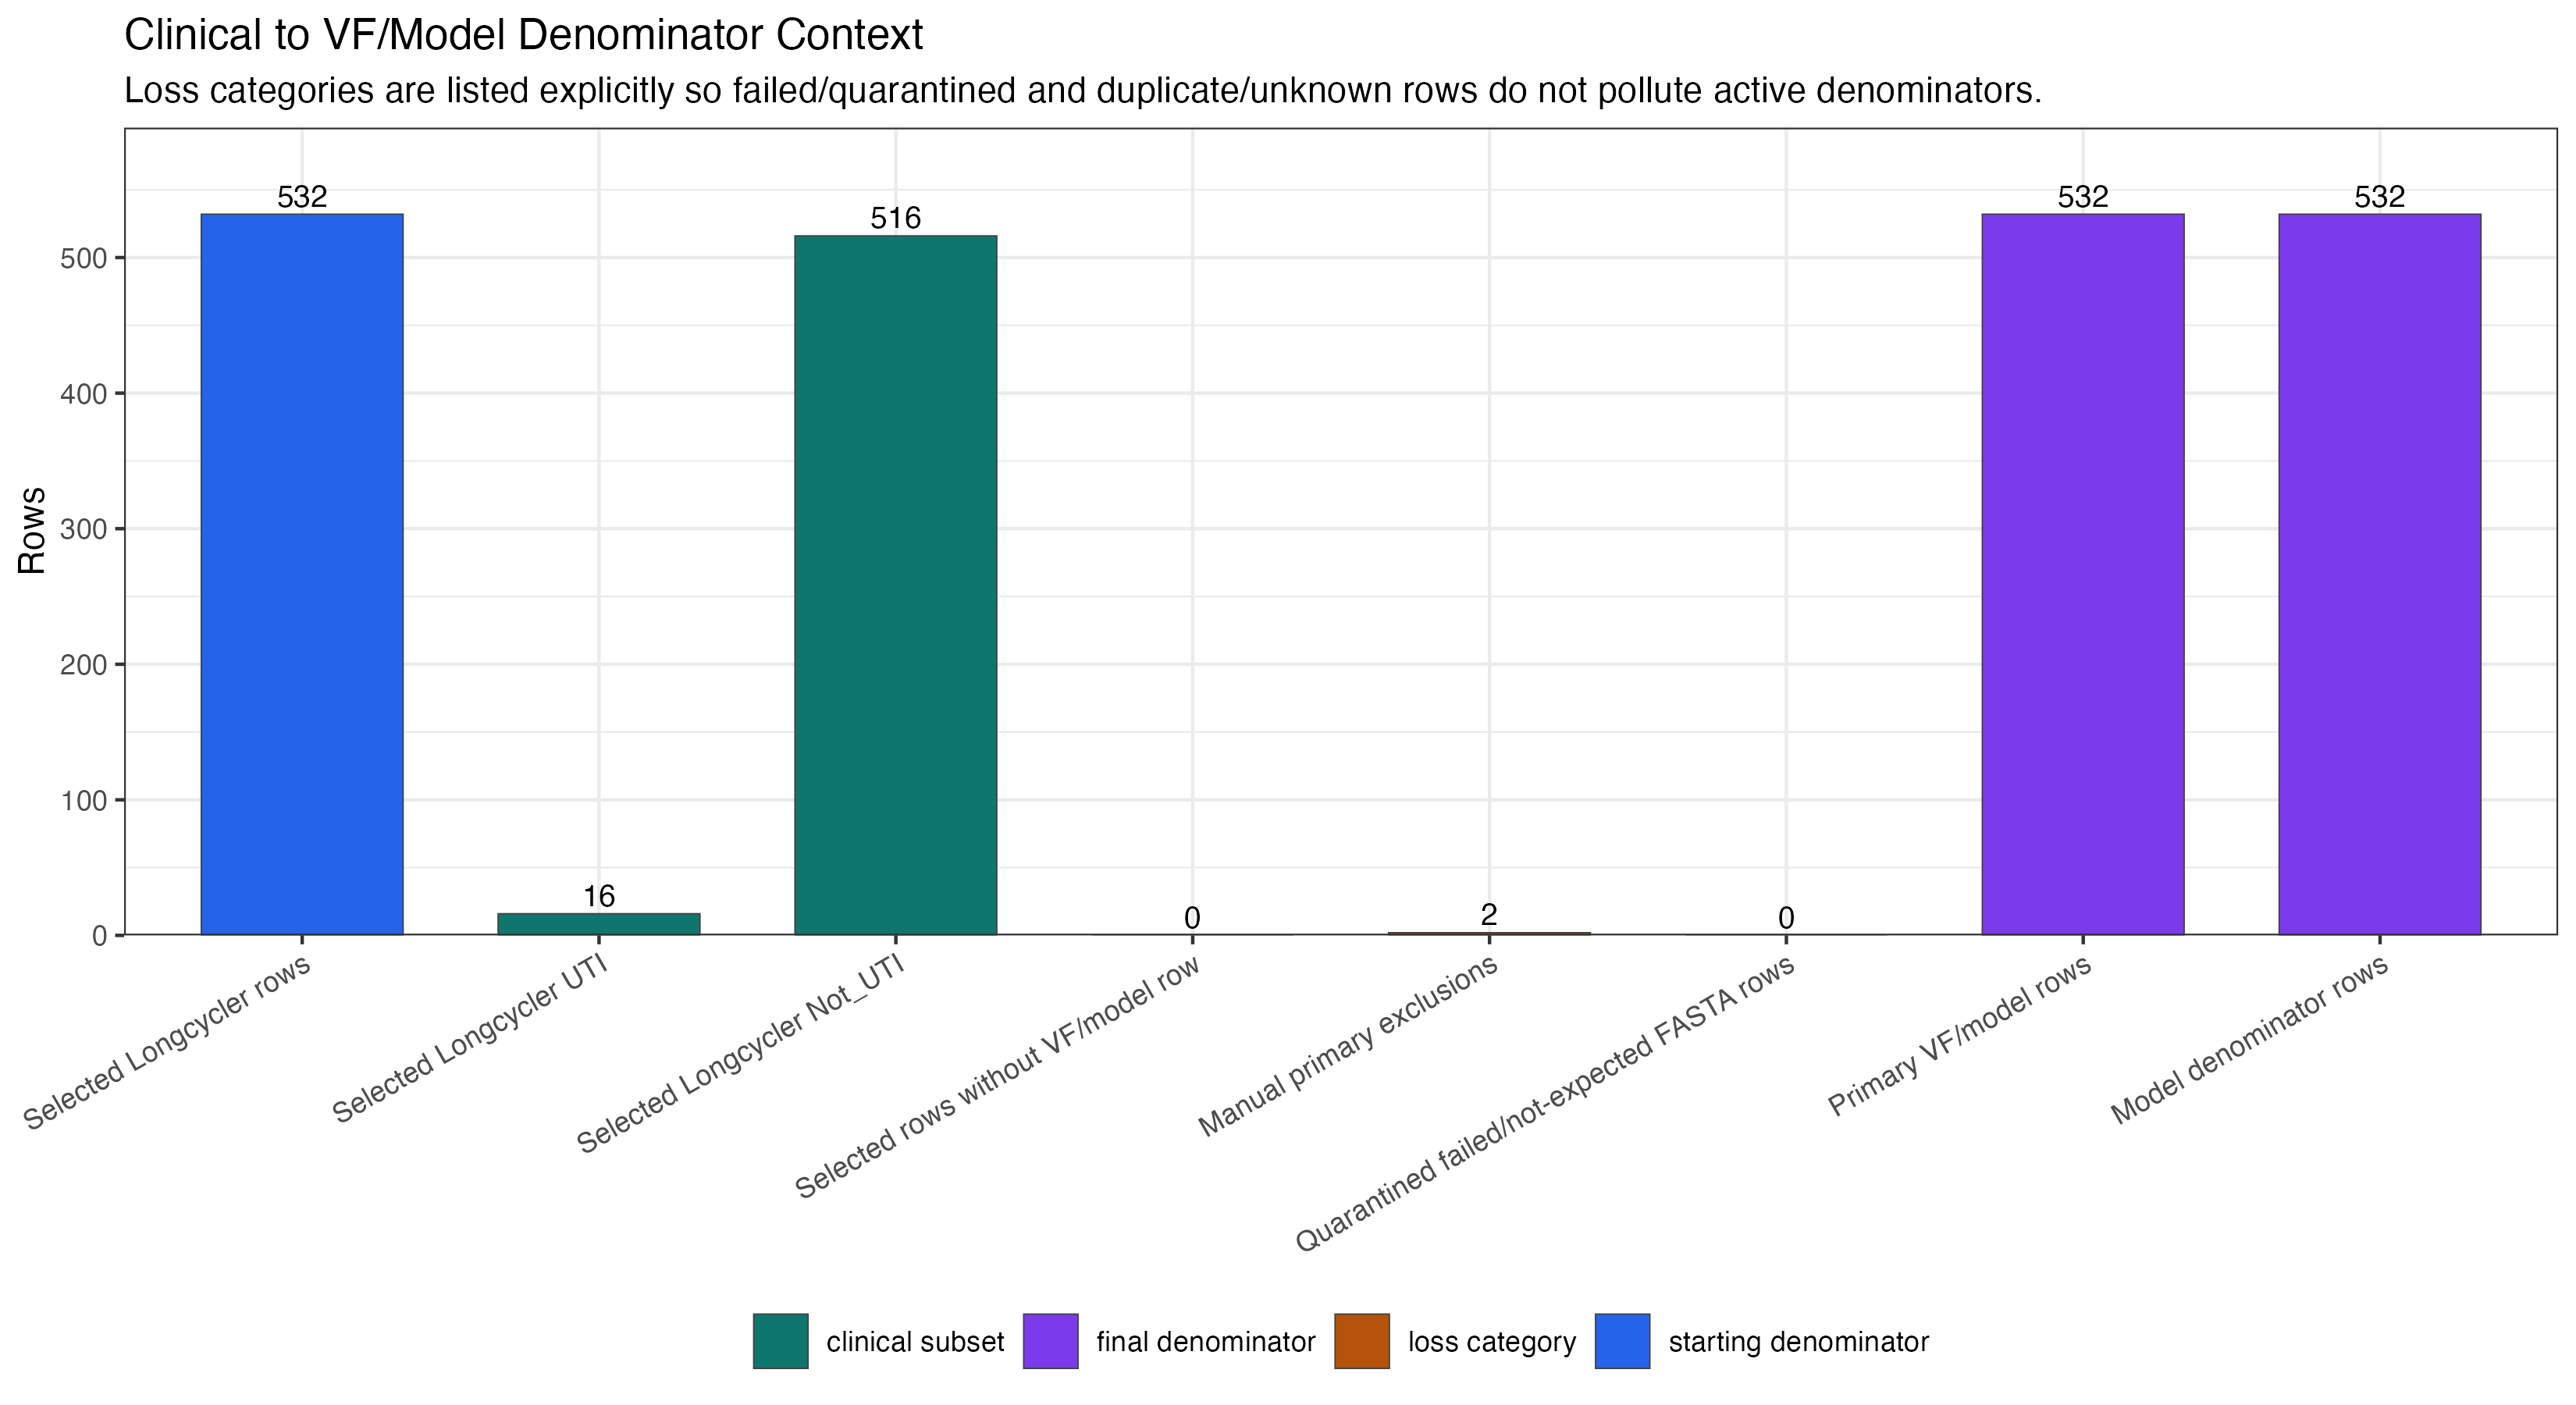 Clinical to VF/Model Denominator Context
Loss categories are listed explicitly so failed/quarantined and duplicate/unknown rows do not pollute active denominators.
Rows
500
400
300
200
100
0
532
16
516
0
2
0
532
532
Selected Longcycler rows
Selected Longcycler UTI
Selected Longcycler Not_UTI
Selected rows without VF/model row
Manual primary exclusions
Quarantined failed/not-expected FASTA rows
Primary VF/model rows
Model denominator rows
clinical subset
final denominator
loss category
starting denominator